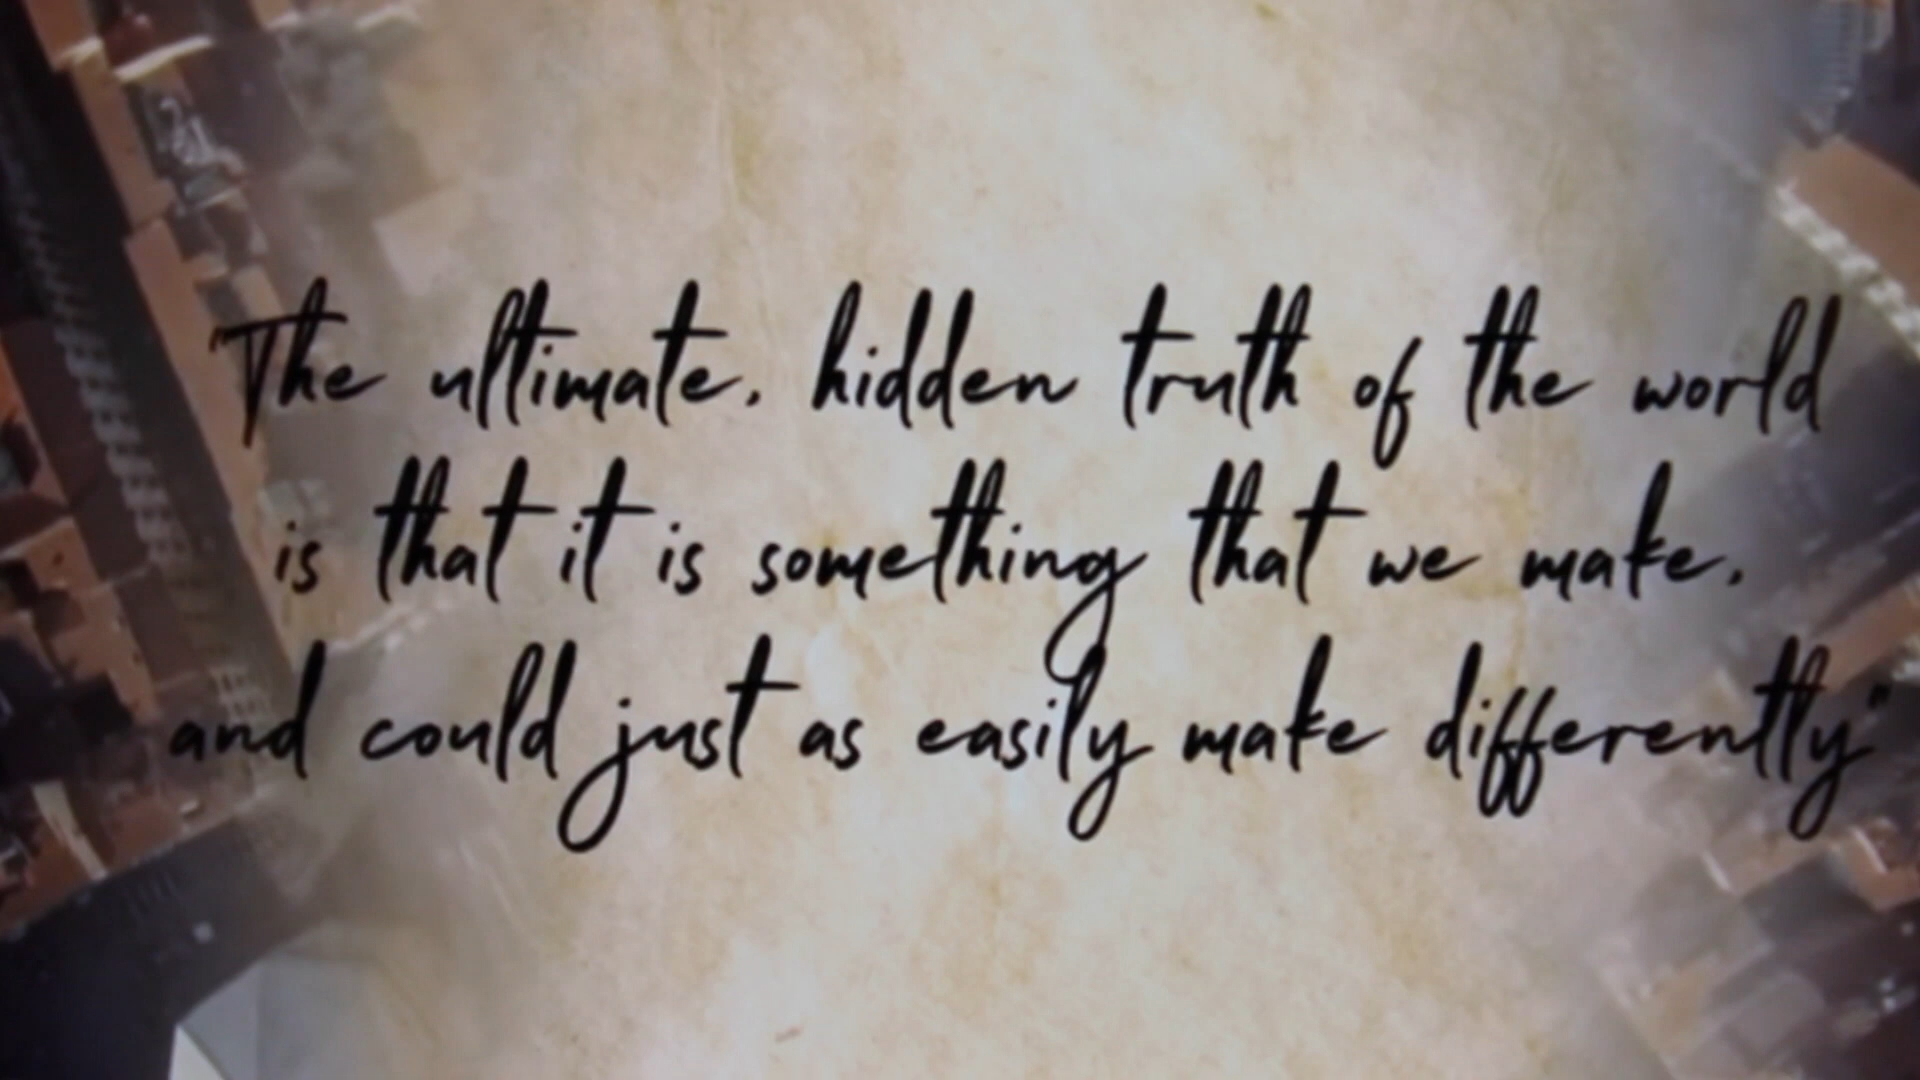 "The ultimate, hidden truth of the world
is that it is something that we make,
and could just as easily make differently"